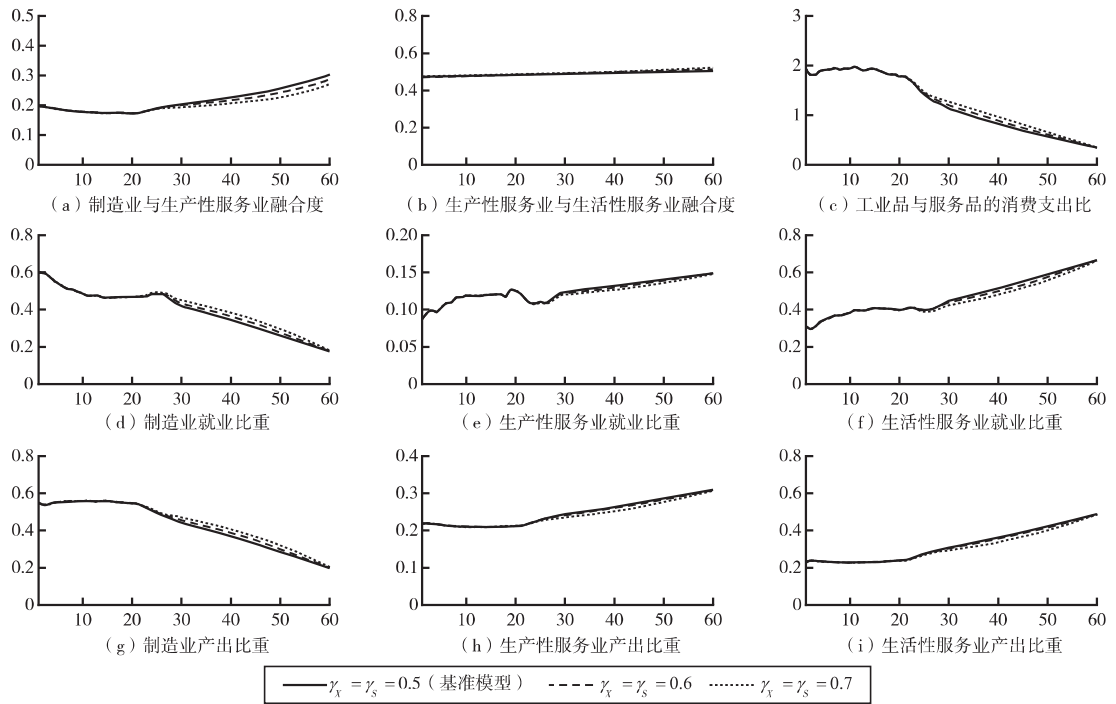 0.5
0.4
0.3
0.2
0.1
0
10 20 30 40 50 60
（a）制造业与生产性服务业融合度
0.8
0.6
0.4
0.2
0
10 20 30 40 50 60
（b）生产性服务业与生活性服务业融合度
3
2
1
0
10 20 30 40 50 60
（c）工业品与服务品的消费支出比
0.8
0.6
0.4
0.2
0
10 20 30 40 50 60
（d）制造业就业比重
0.20
0.15
0.10
0.05
0
10 20 30 40 50 60
（e）生产性服务业就业比重
0.8
0.6
0.4
0.2
0
10 20 30 40 50 60
（f）生活性服务业就业比重
0.8
0.6
0.4
0.2
0
10 20 30 40 50 60
（g）制造业产出比重
0.4
0.3
0.2
0.1
0
10 20 30 40 50 60
（h）生产性服务业产出比重
0.8
0.6
0.4
0.2
0
10 20 30 40 50 60
（i）生活性服务业产出比重
γX＝γS＝0.5（基准模型） γX＝γS＝0.6 γX＝γS＝0.7